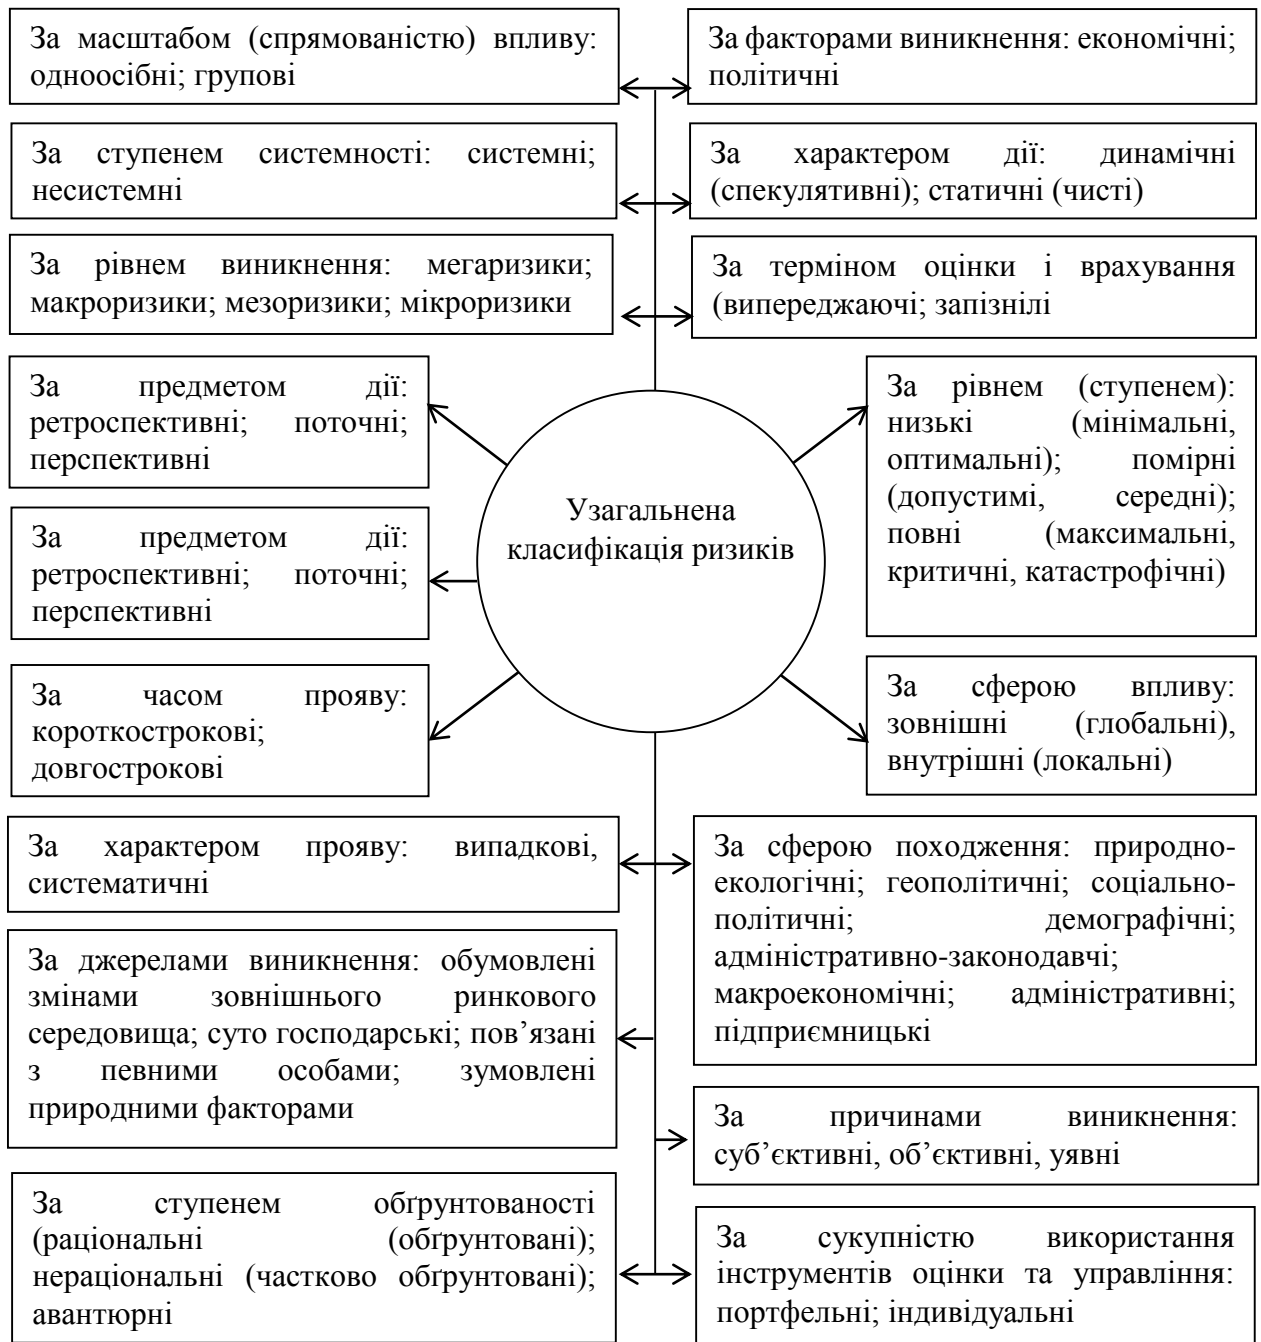 За масштабом (спрямованістю) впливу:
одноосібні; групові
За факторами виникнення: економічні;
політичні
За ступенем системності: системні;
несистемні
За характером дії: динамічні
(спекулятивні); статичні (чисті)
За рівнем виникнення: мегаризики;
макроризики; мезоризики; мікроризики
За терміном оцінки і врахування
(випереджаючі; запізнілі
За предметом дії:
ретроспективні; поточні;
перспективні
За рівнем (ступенем):
низькі (мінімальні,
оптимальні); помірні
(допустимі, середні);
повні (максимальні,
критичні, катастрофічні)
Узагальнена
класифікація ризиків
За предметом дії:
ретроспективні; поточні;
перспективні
За часом прояву:
короткострокові;
довгострокові
За сферою впливу:
зовнішні (глобальні),
внутрішні (локальні)
За характером прояву: випадкові,
систематичні
За сферою походження: природно-
екологічні; геополітичні; соціально-
політичні; демографічні;
адміністративно-законодавчі;
макроекономічні; адміністративні;
підприємницькі
За джерелами виникнення: обумовлені
змінами зовнішнього ринкового
середовища; суто господарські; пов’язані
з певними особами; зумовлені
природними факторами
За причинами виникнення:
суб’єктивні, об’єктивні, уявні
За ступенем обґрунтованості
(раціональні (обґрунтовані);
нераціональні (частково обґрунтовані);
авантюрні
За сукупністю використання
інструментів оцінки та управління:
портфельні; індивідуальні